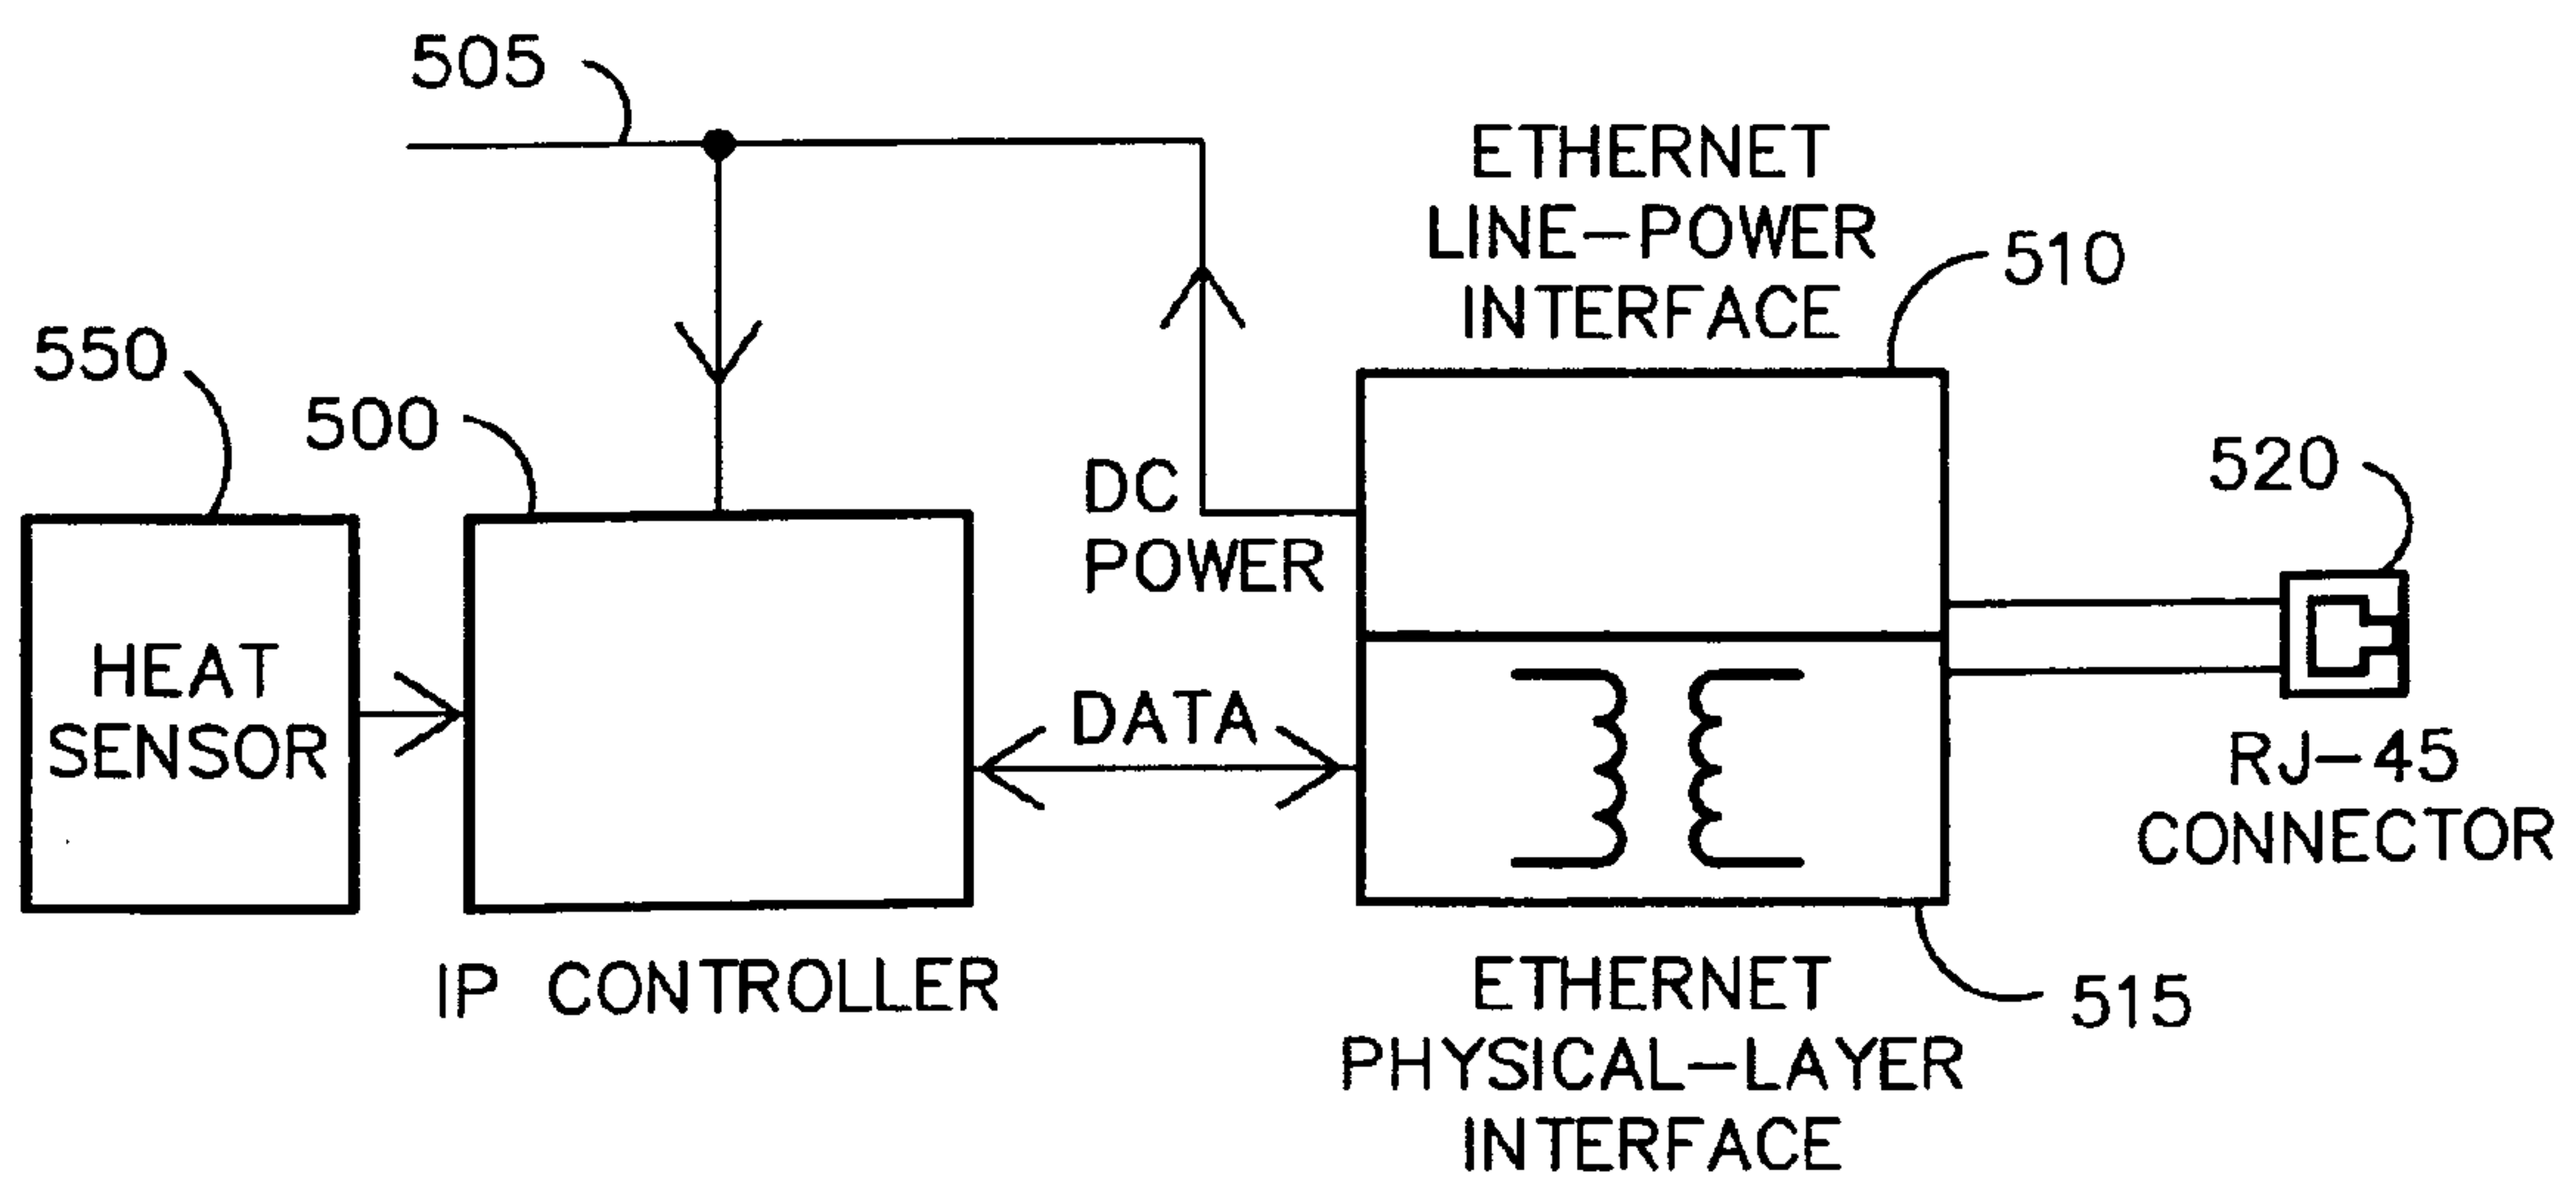 505
ETHERNET
LINE-POWER
INTERFACE
510
550
500
DC
POWER
520
HEAT
SENSOR
DATA
RJ-45
CONNECTOR
IP CONTROLLER
ETHERNET
PHYSICAL-LAYER
INTERFACE
515